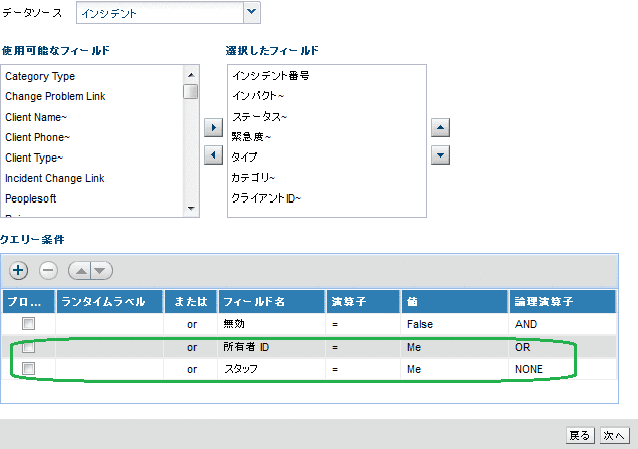 データソース インシデント
使用可能なフィールド 選択したフィールド
Category Type インシデント番号
Change Problem Link インパクト~
Client Name~ ステータス~
Client Phone~ 緊急度~
Client Type~ タイプ
Incident Change Link カテゴリ~
Peoplesoft クライアントID~
クエリー条件
プロ... ランタイムラベル または フィールド名 演算子 値 論理演算子
or 無効 = False AND
or 所有者 ID = Me OR
or スタッフ = Me NONE
戻る 次へ